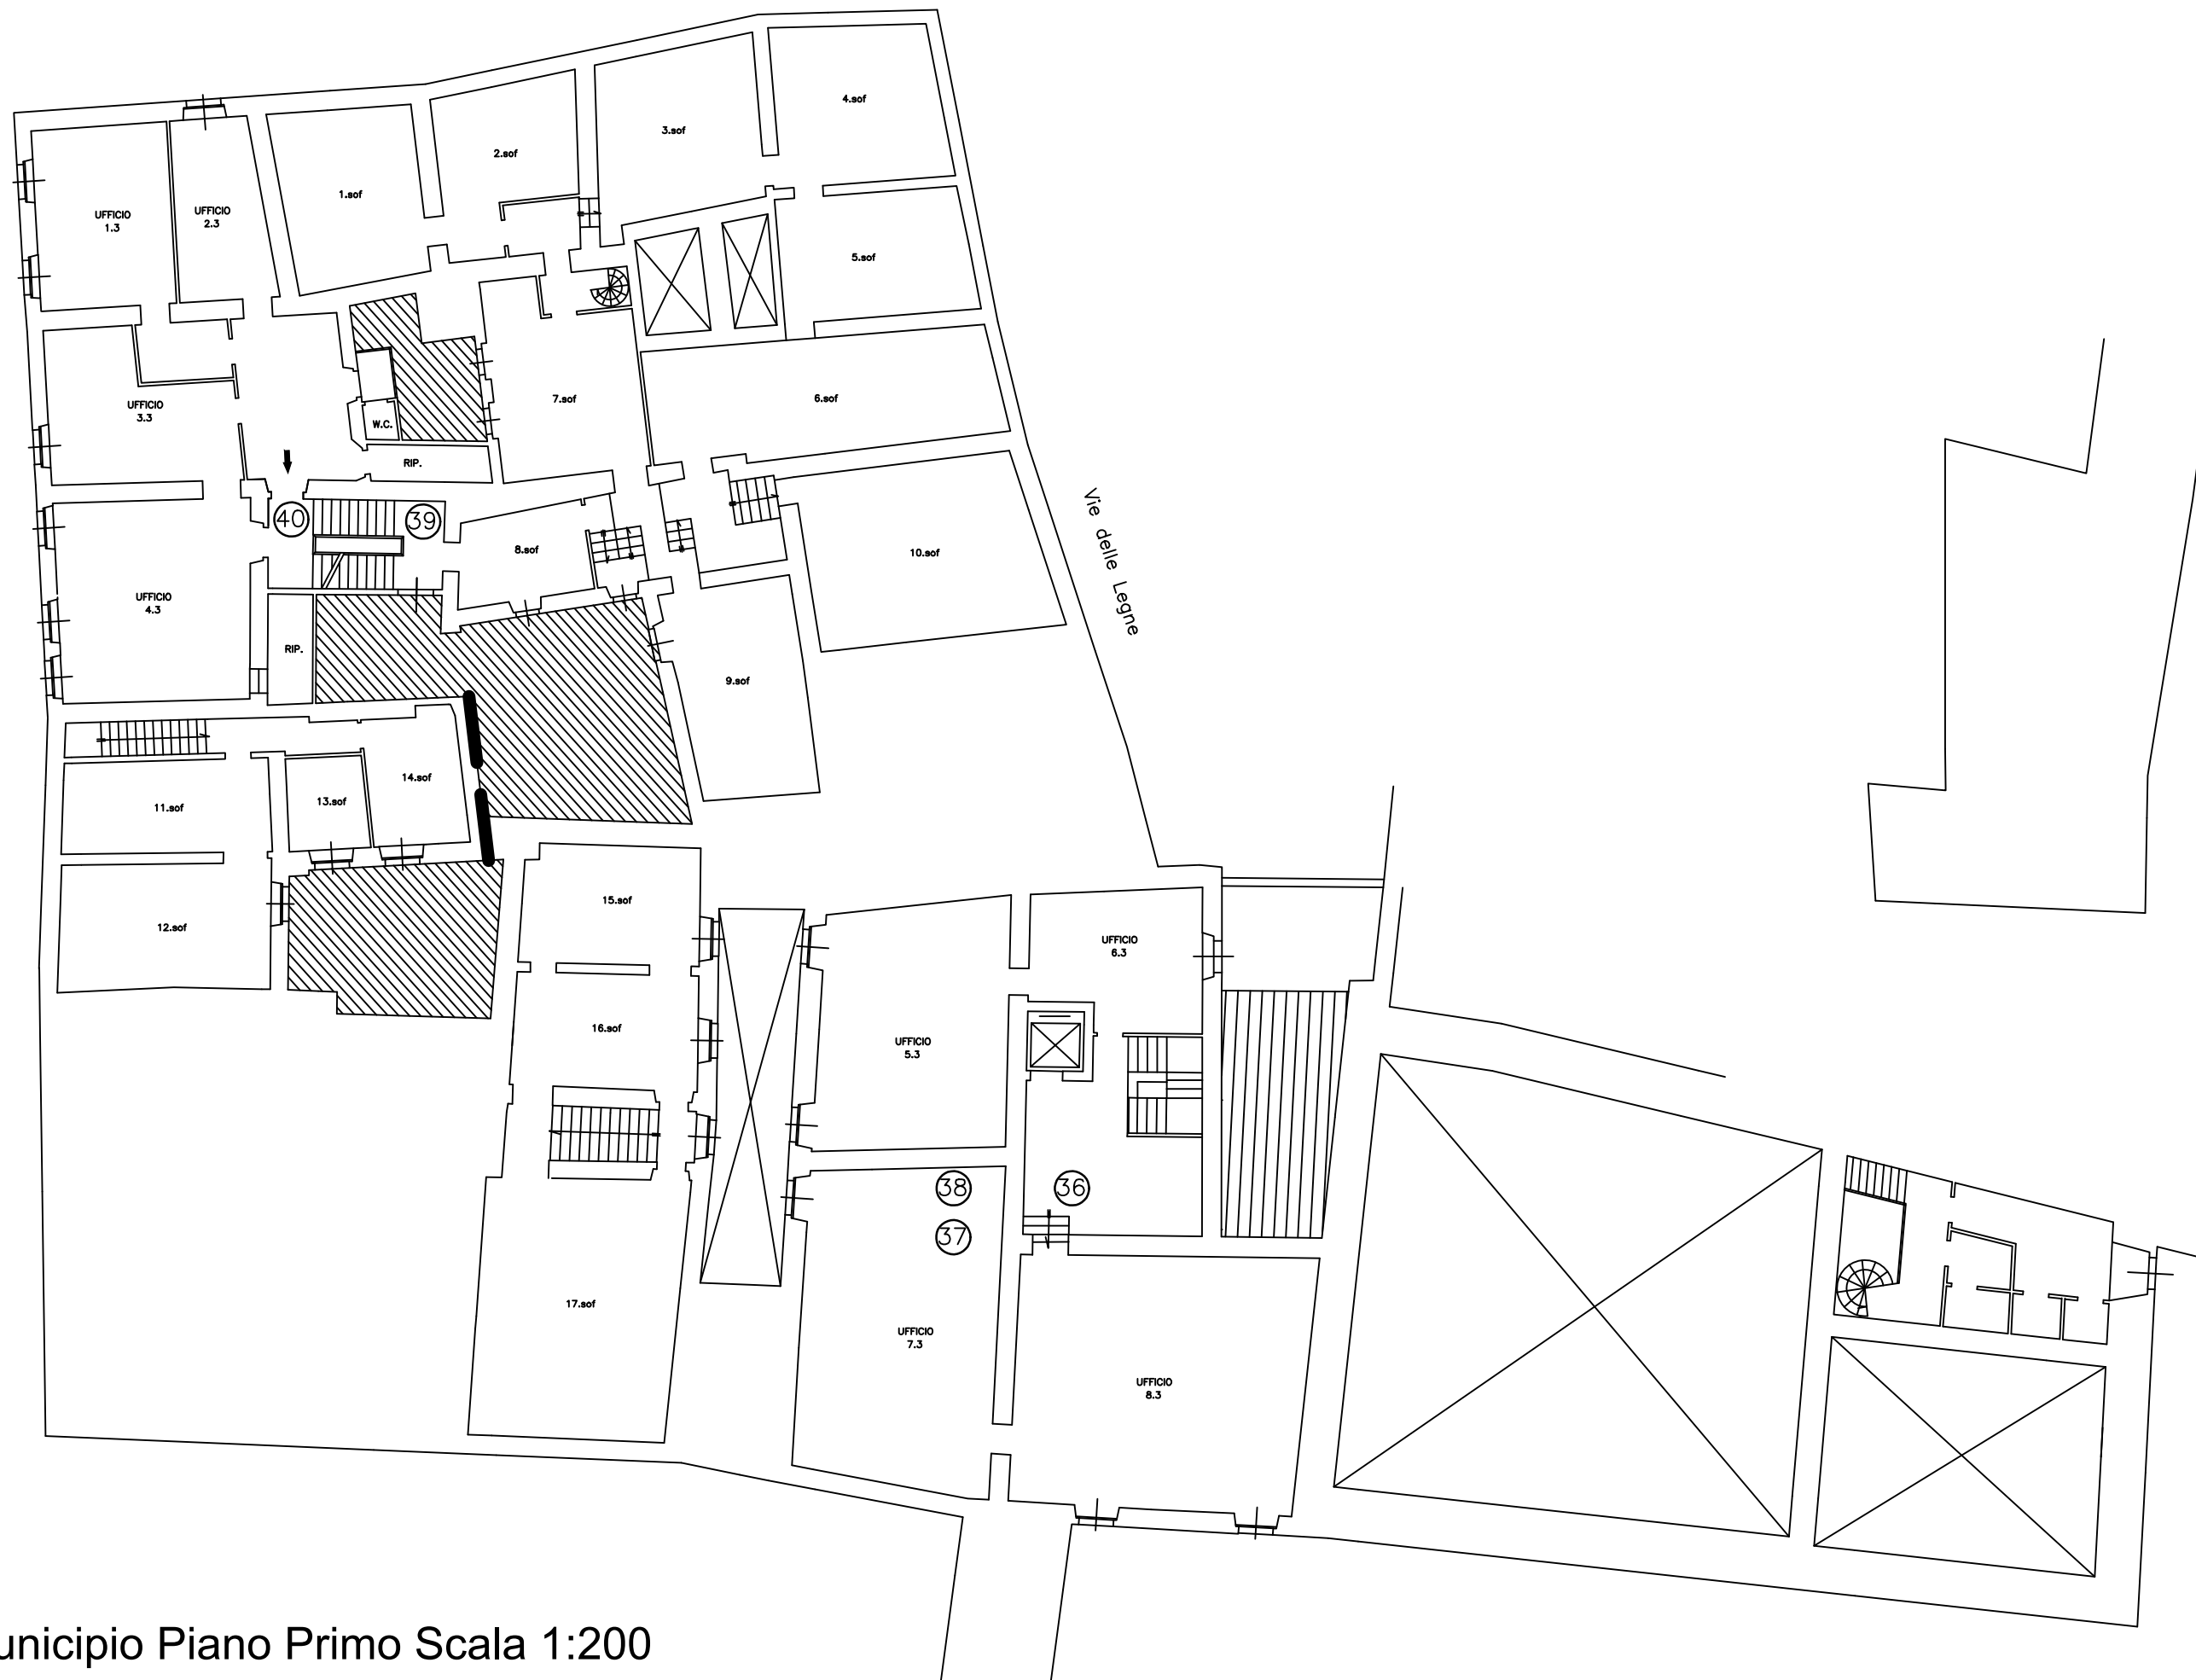 4.sof
3.sof
2.sof
1.sof
UFFICIO
1.3
UFFICIO
2.3
5.sof
7.sof
6.sof
UFFICIO
3.3
W.C.
RIP.
40
39
8.sof
10.sof
Vie delle Legne
UFFICIO
4.3
RIP.
9.sof
14.sof
13.sof
11.sof
12.sof
15.sof
UFFICIO
6.3
16.sof
UFFICIO
5.3
38
36
37
17.sof
UFFICIO
7.3
UFFICIO
8.3
unicipio Piano Primo Scala 1:200